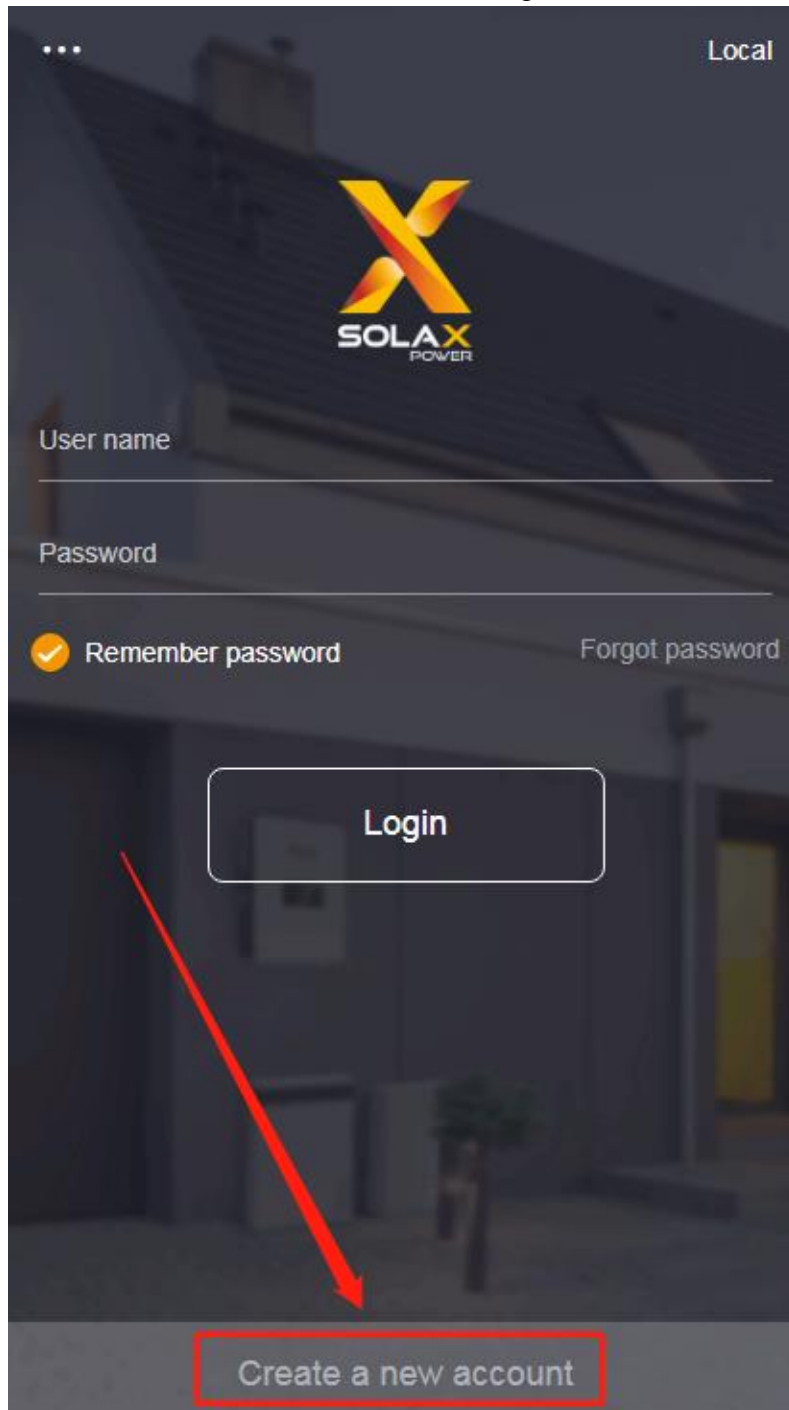 Local
SOLAX
POWER
User name
Password
Remember password
Forgot password
Login
Create a new account